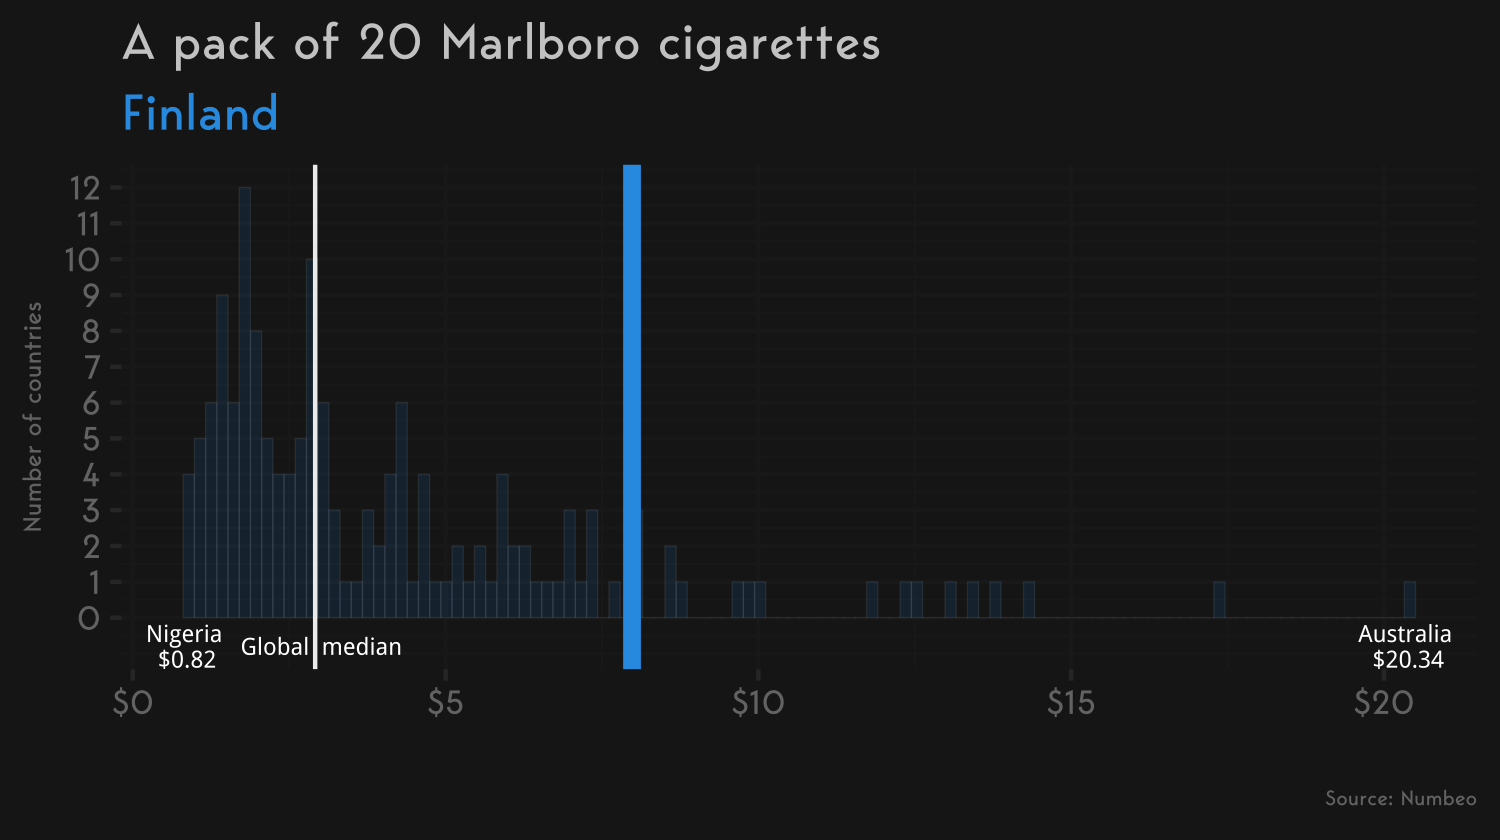 A pack of 20 Marlboro cigarettes
Finland
Number of countries
12
11
10
9
8
7
6
5
4
3
2
1
0
Nigeria
$0.82
Global median
Australia
$20.34
$0 $5 $10 $15 $20
Source: Numbeo